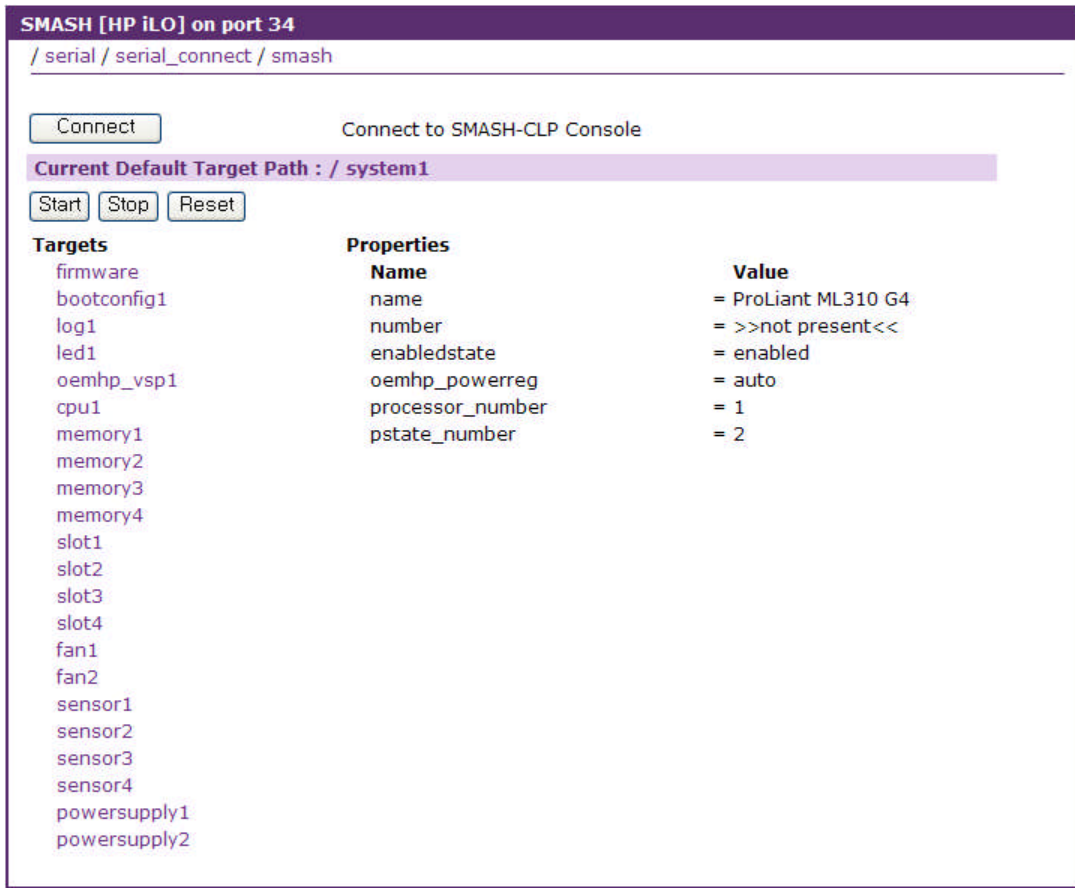 SMASH [HP iLO] on port 34
/ serial / serial_connect / smash
Connect Connect to SMASH-CLP Console
Current Default Target Path : / system1
Start Stop Reset
Targets Properties
firmware Name Value
bootconfig1 name = ProLiant ML310 G4
log1 number = >>not present<<
led1 enabledstate = enabled
oemhp_vsp1 oemhp_powerreg = auto
cpu1 processor_number = 1
memory1 pstate_number = 2
memory2
memory3
memory4
slot1
slot2
slot3
slot4
fan1
fan2
sensor1
sensor2
sensor3
sensor4
powersupply1
powersupply2